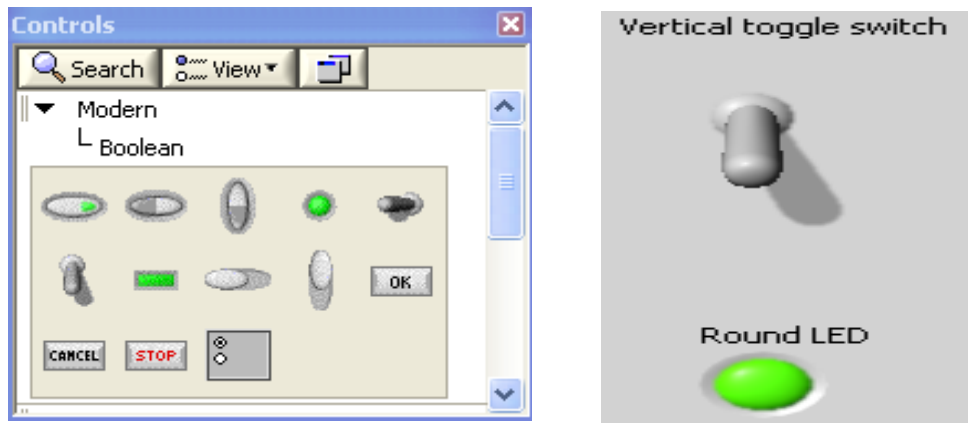 Controls
Search View
Modern
Boolean
OK
CANCEL STOP
Vertical toggle switch
Round LED